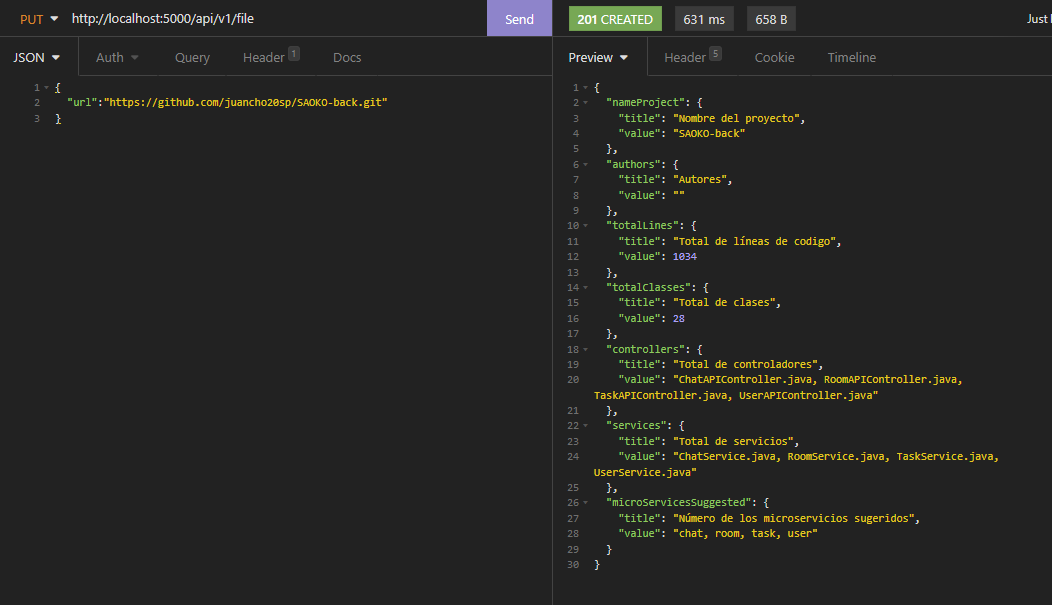 PUT http://localhost:5000/api/v1/file Send 201 CREATED 631 ms 658 B Just
JSON Auth Query Header 1 Docs
1 {
2 "url":"https://github.com/juancho20sp/SAOKO-back.git"
3 }
Preview Header 5 Cookie Timeline
1 {
2 "nameProject": {
3 "title": "Nombre del proyecto",
4 "value": "SAOKO-back"
5 },
6 "authors": {
7 "title": "Autores",
8 "value": ""
9 },
10 "totalLines": {
11 "title": "Total de líneas de codigo",
12 "value": 1034
13 },
14 "totalClasses": {
15 "title": "Total de clases",
16 "value": 28
17 },
18 "controllers": {
19 "title": "Total de controladores",
20 "value": "ChatAPIController.java, RoomAPIController.java,
TaskAPIController.java, UserAPIController.java"
21 },
22 "services": {
23 "title": "Total de servicios",
24 "value": "ChatService.java, RoomService.java, TaskService.java,
UserService.java"
25 },
26 "microServicesSuggested": {
27 "title": "Número de los microservicios sugeridos",
28 "value": "chat, room, task, user"
29 }
30 }